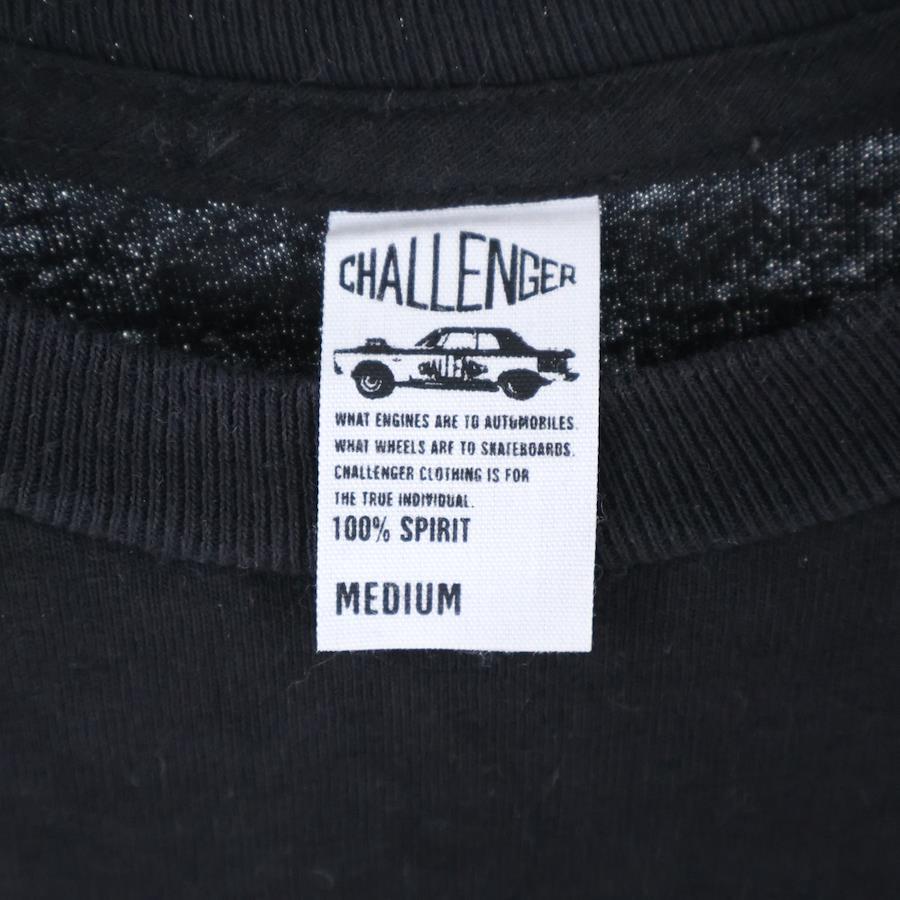 CHALLENGER
CHALLENGER
WHAT ENGINES ARE TO AUTOMOBILES.
WHAT WHEELS ARE TO SKATEBOARDS.
CHALLENGER CLOTHING IS FOR
THE TRUE INDIVIDUAL.
100% SPIRIT
MEDIUM